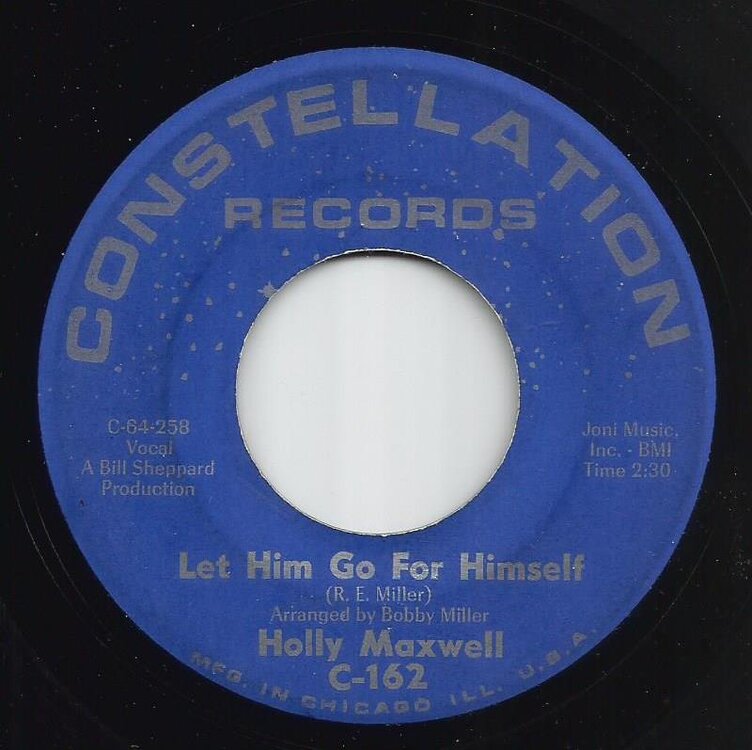 CONSTELLATION
RECORDS
C-64-258
Vocal
A Bill Sheppard
Production
Joni Music,
Inc. - BMI
Time 2:30
Let Him Go For Himself
(R. E. Miller)
Arranged by Bobby Miller
Holly Maxwell
C-162
MFG. IN CHICAGO ILL. U.S.A.